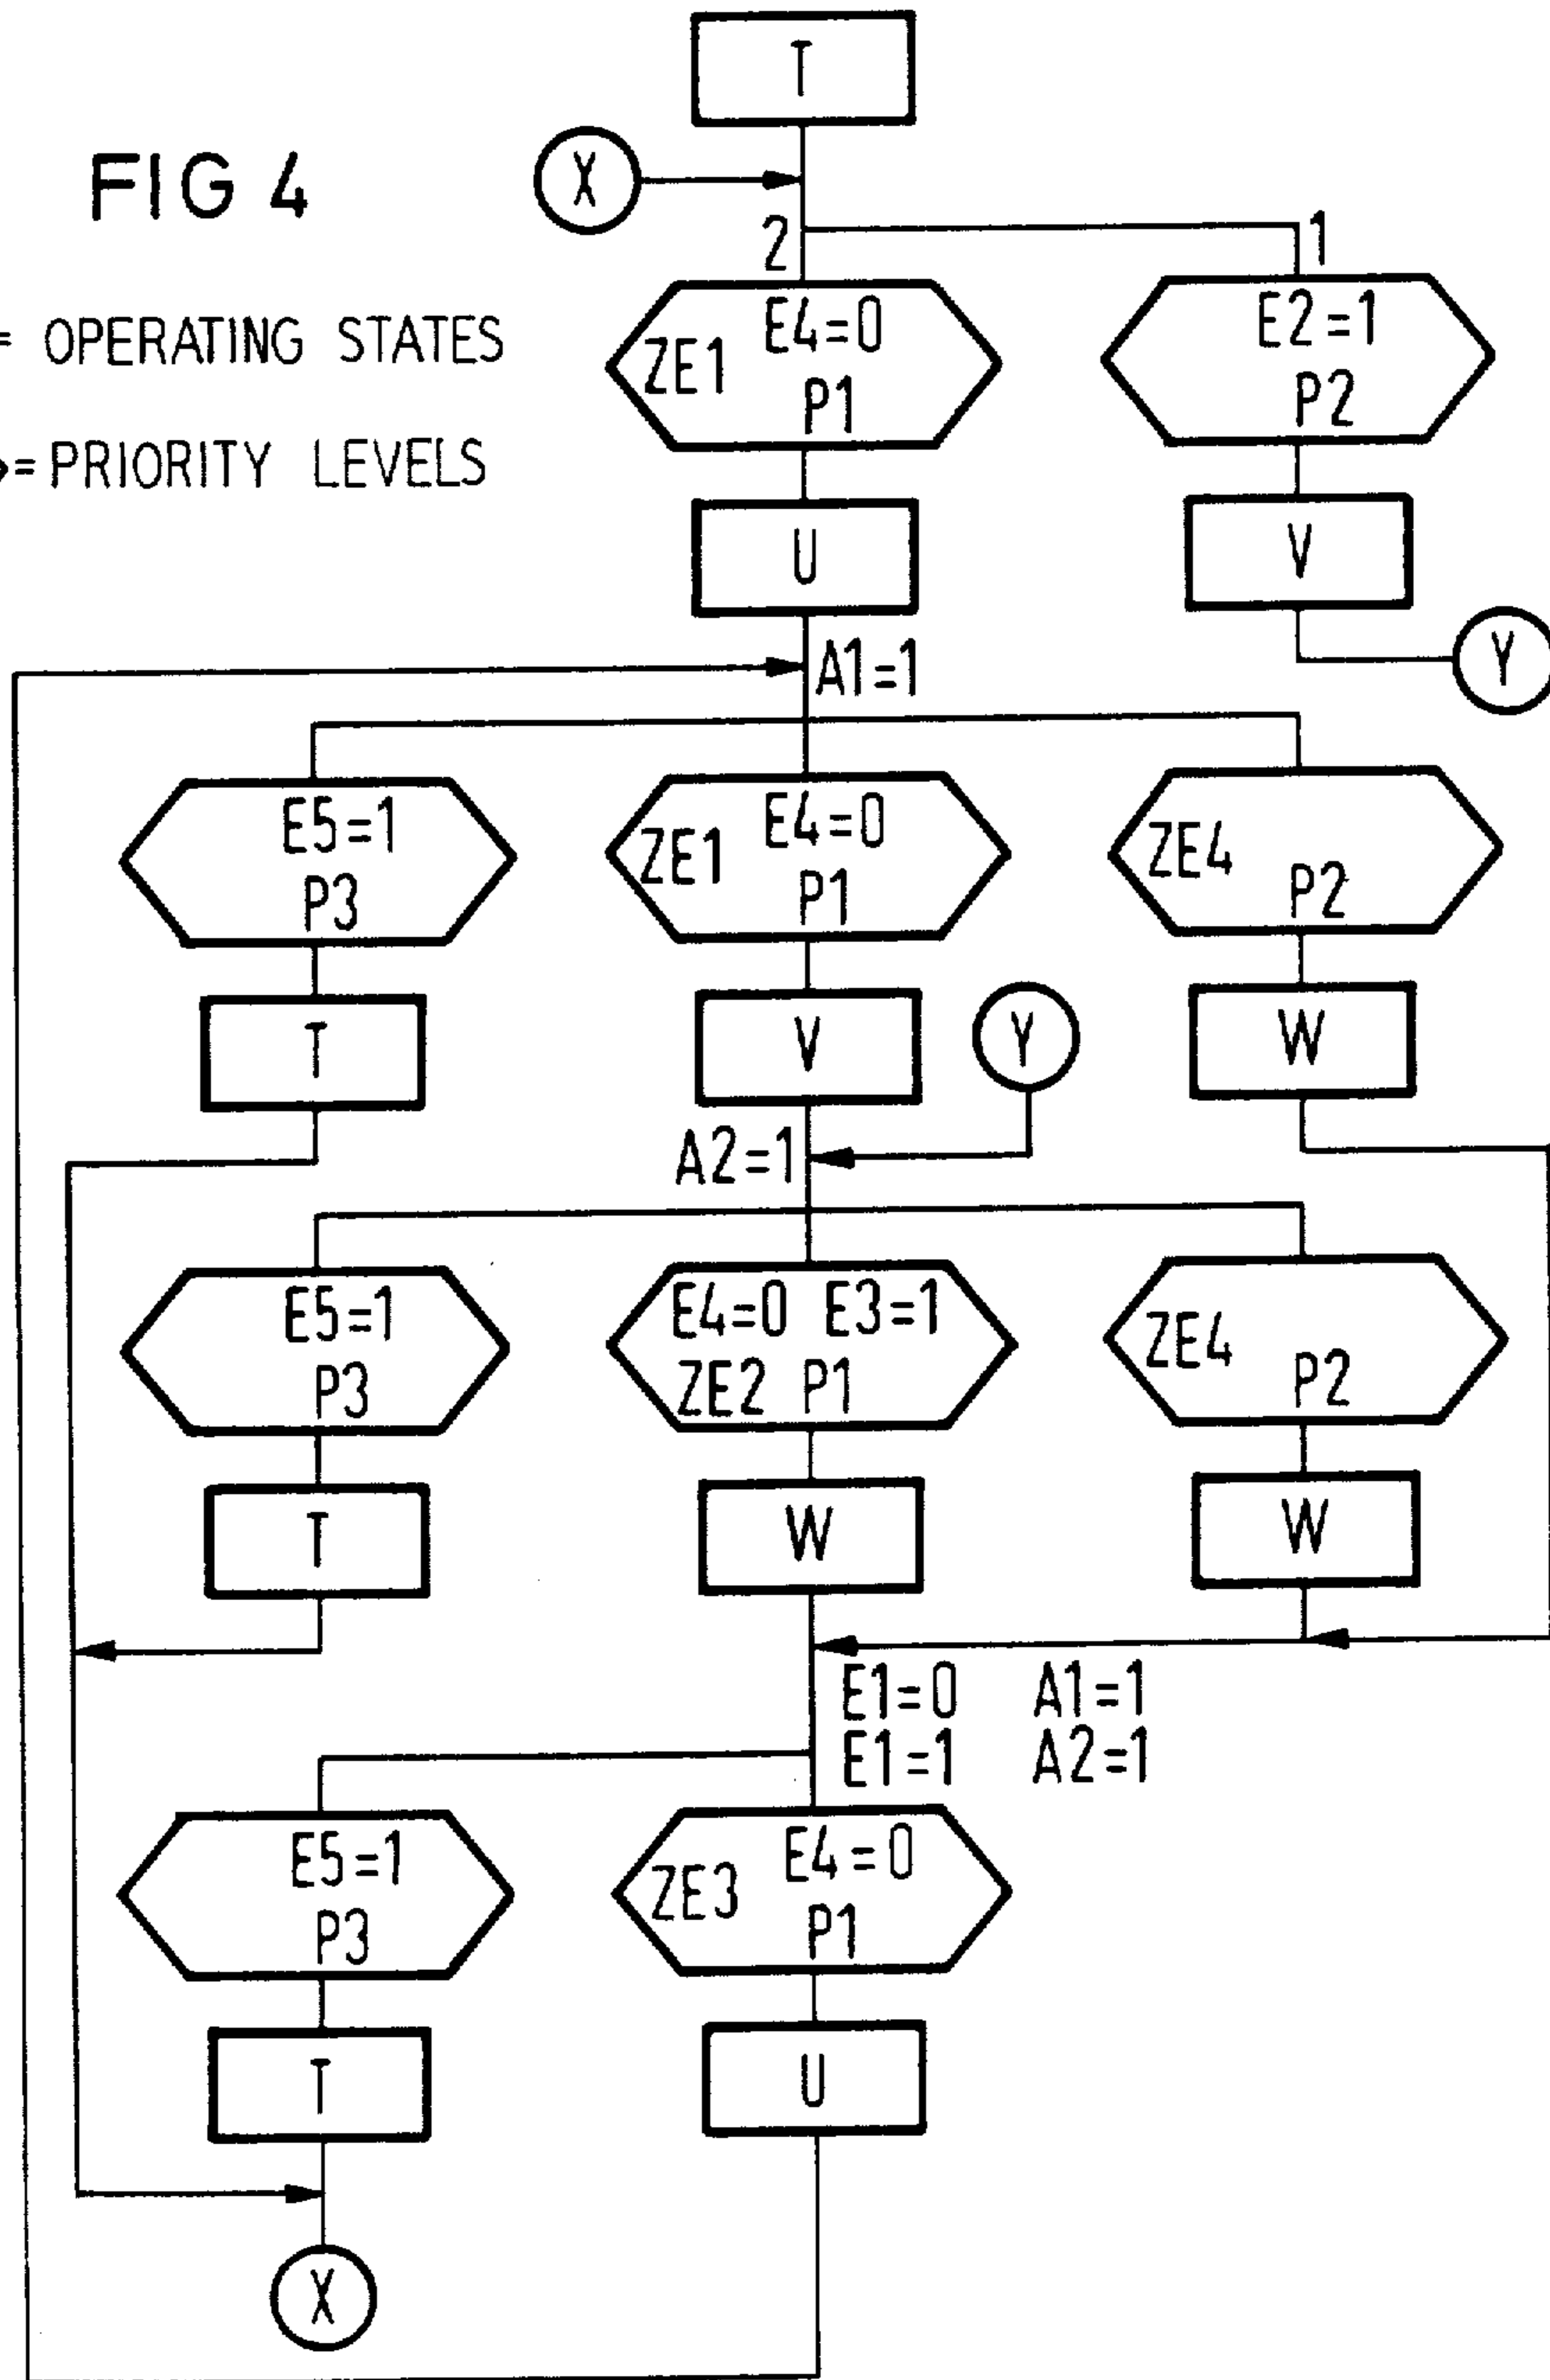 T
FIG 4
X
2
1
= OPERATING STATES
E4=0
ZE1
P1
E2=1
P2
= PRIORITY LEVELS
U
V
Y
A1=1
E5=1
P3
E4=0
ZE1
P1
ZE4
P2
T
V
Y
W
A2=1
E5=1
P3
E4=0 E3=1
ZE2 P1
ZE4
P2
T
W
W
E1=0 A1=1
E1=1 A2=1
E5=1
P3
E4=0
ZE3
P1
T
U
X